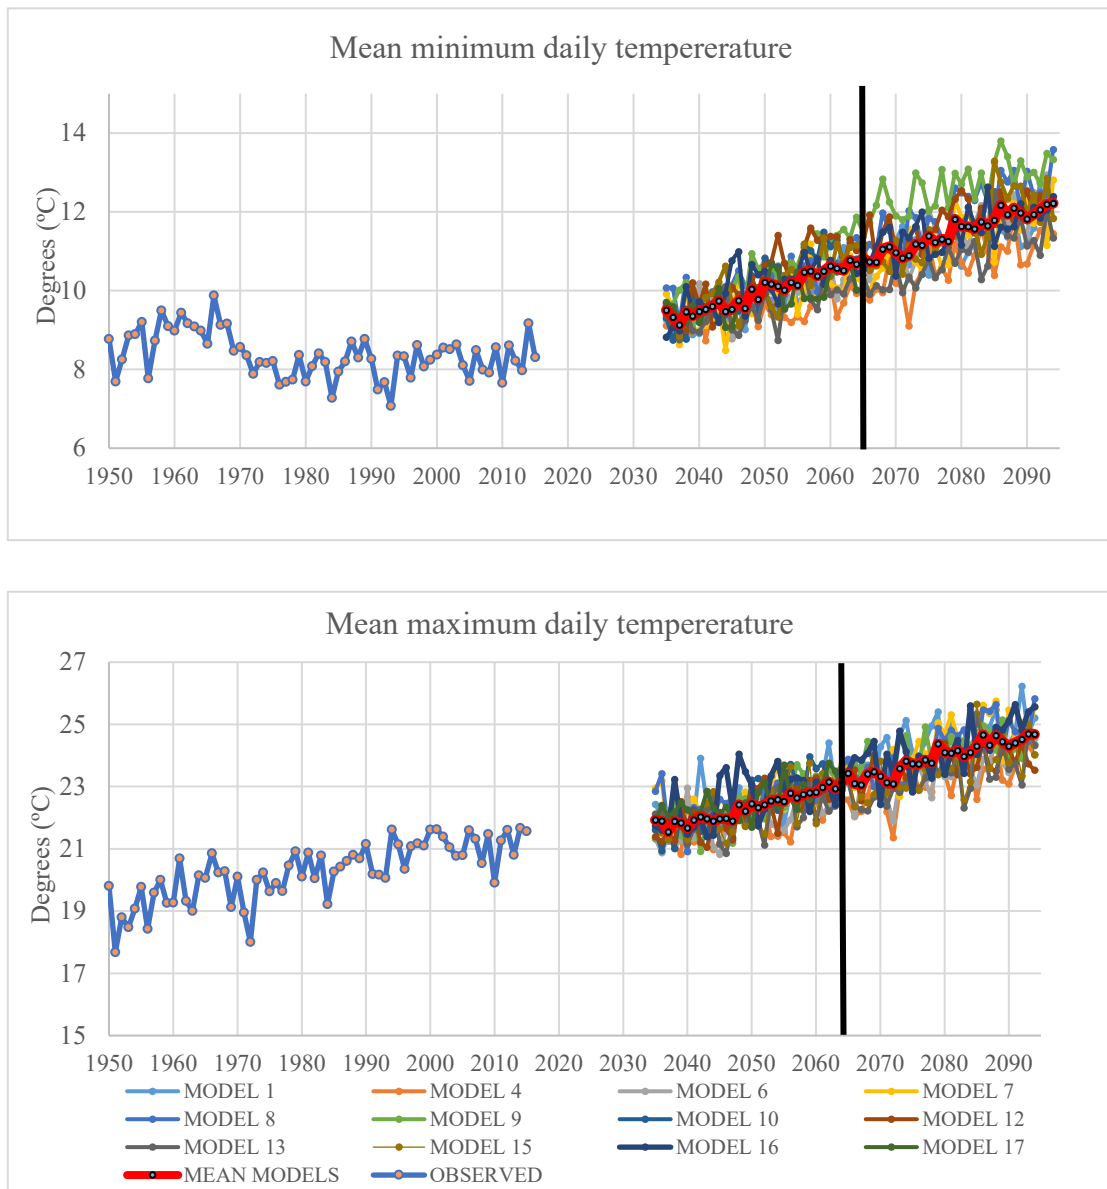 Mean minimum daily tempererature
Degrees (ºC)
14
12
10
8
6
1950 1960 1970 1980 1990 2000 2010 2020 2030 2040 2050 2060 2070 2080 2090
Mean maximum daily tempererature
Degrees (ºC)
27
25
23
21
19
17
15
1950 1960 1970 1980 1990 2000 2010 2020 2030 2040 2050 2060 2070 2080 2090
MODEL 1 MODEL 4 MODEL 6 MODEL 7
MODEL 8 MODEL 9 MODEL 10 MODEL 12
MODEL 13 MODEL 15 MODEL 16 MODEL 17
MEAN MODELS OBSERVED